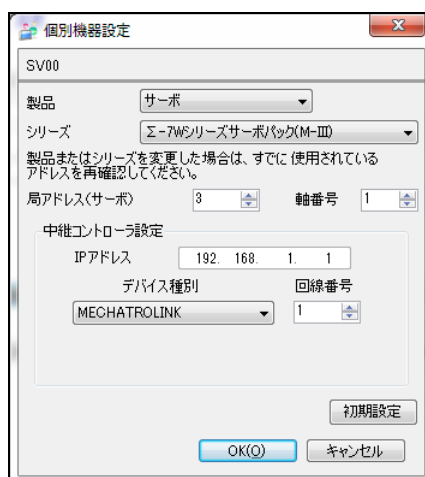 個別機器設定
SV00
製品 サーボ
シリーズ Σ-7Wシリーズサーボパック(M-Ⅲ)
製品またはシリーズを変更した場合は、すでに使用されている
アドレスを再確認してください。
局アドレス(サーボ) 3 軸番号 1
中継コントローラ設定
IPアドレス 192. 168. 1. 1
デバイス種別 回線番号
MECHATROLINK 1
初期設定
OK(O) キャンセル